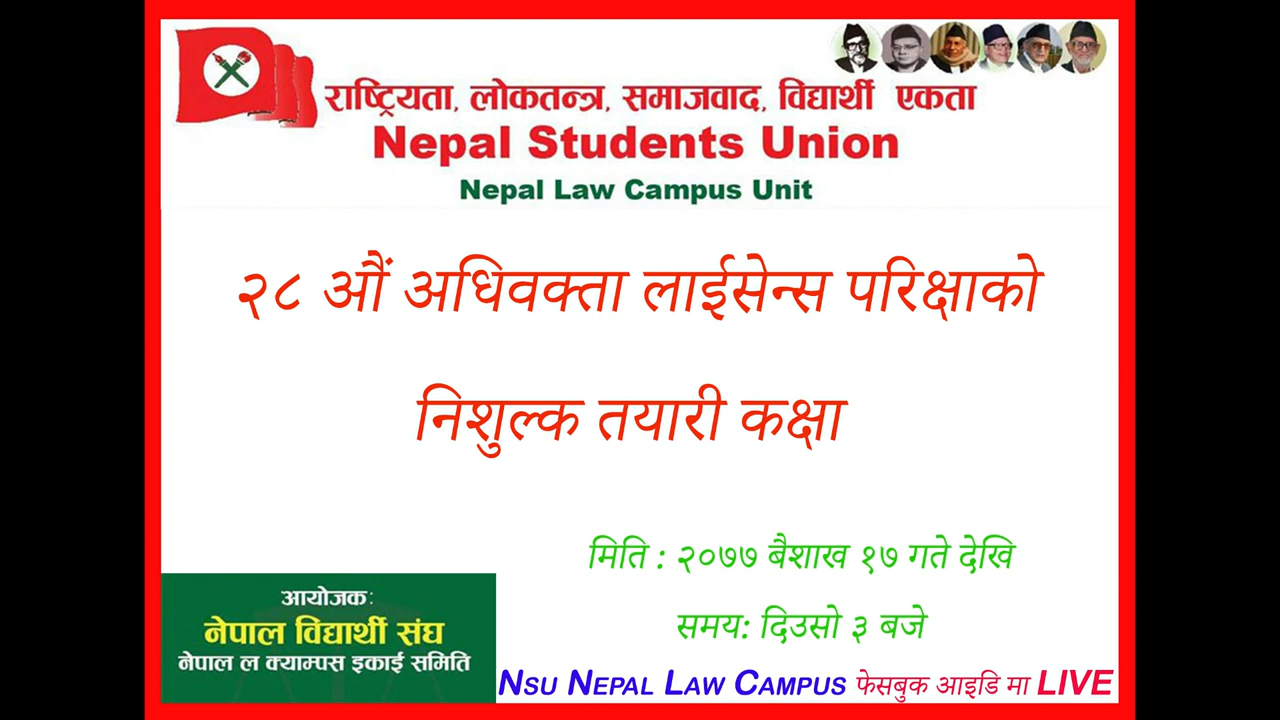 राष्ट्रियता, लोकतन्त्र, समाजवाद, विद्यार्थी एकता
Nepal Students Union
Nepal Law Campus Unit
२८ औं अधिवक्ता लाईसेन्स परिक्षाको
निशुल्क तयारी कक्षा
मिति : २०७७ बैशाख १७ गते देखि
समय: दिउसो ३ बजे
आयोजक:
नेपाल विद्यार्थी संघ
नेपाल ल क्याम्पस इकाई समिति
NSU NEPAL LAW CAMPUS फेसबुक आइडि मा LIVE